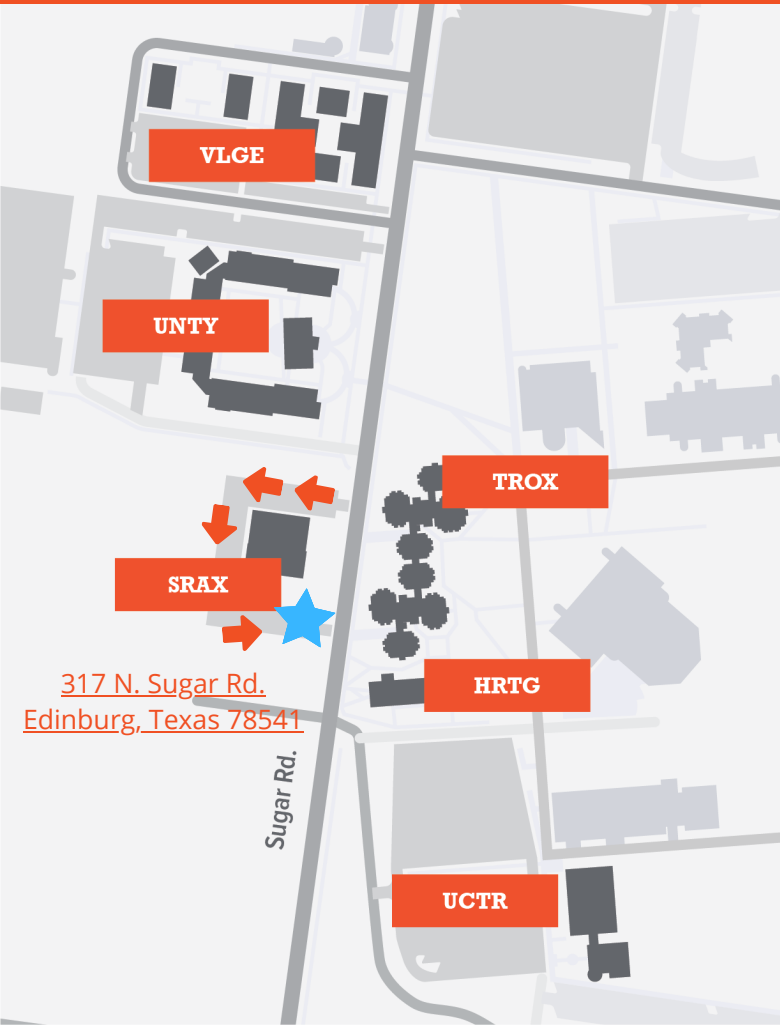 VLGE
UNTY
TROX
SRAX
HRTG
317 N. Sugar Rd.
Edinburg, Texas 78541
Sugar Rd.
UCTR